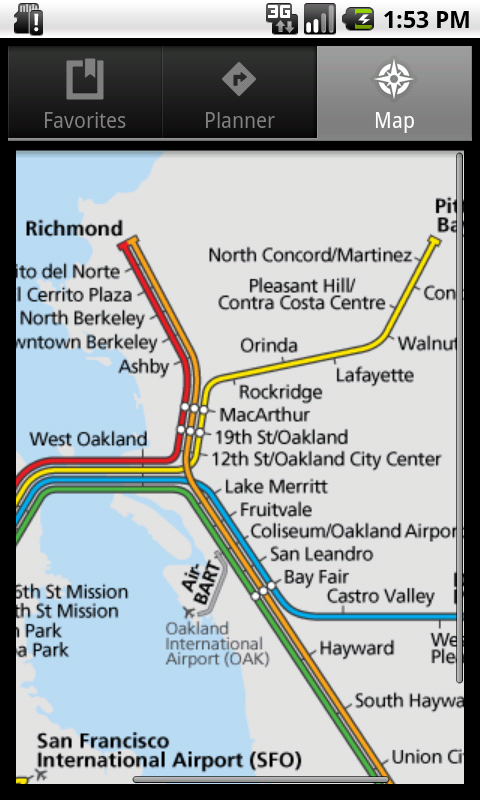 3G
1:53 PM
Favorites
Planner
Map
Pit
Ba
Richmond
North Concord/Martinez
ito del Norte
Pleasant Hill/
Contra Costa Centre
Con
l Cerrito Plaza
North Berkeley
wntown Berkeley
Orinda
Walnut
Ashby
Lafayette
Rockridge
MacArthur
West Oakland
19th St/Oakland
12th St/Oakland City Center
Lake Merritt
Fruitvale
Coliseum/Oakland Airpor
San Leandro
Air-
BART
Bay Fair
6th St Mission
Castro Valley
th St Mission
Park
a Park
Oakland
International
Airport (OAK)
We
Ple
Hayward
South Haywa
San Francisco
International Airport (SFO)
Union Ci